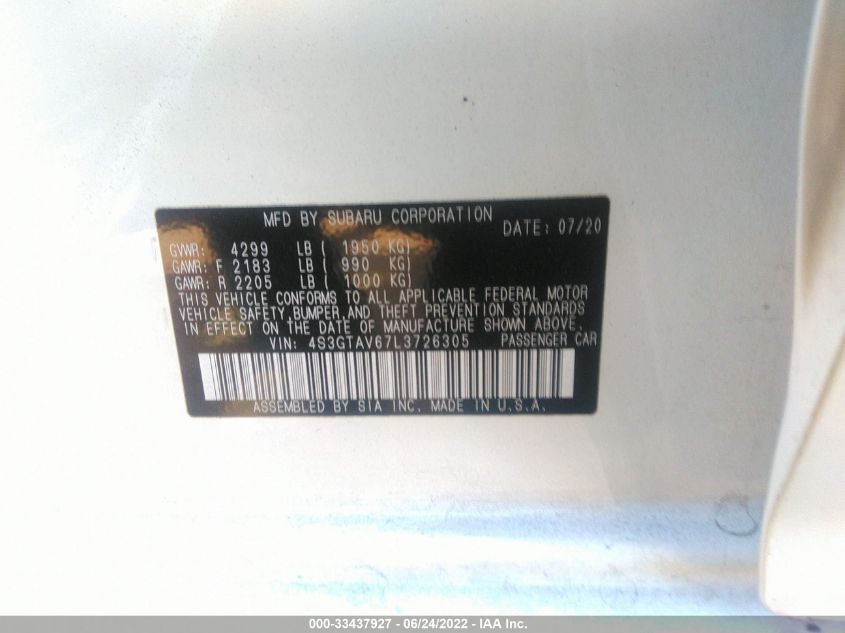 MFD BY SUBARU CORPORATION
DATE: 07/20
GVWR: 4299 LB ( 1950 KG)
GAWR: F 2183 LB ( 990 KG)
GAWR: R 2205 LB ( 1000 KG)
THIS VEHICLE CONFORMS TO ALL APPLICABLE FEDERAL MOTOR
VEHICLE SAFETY,BUMPER,AND THEFT PREVENTION STANDARDS
IN EFFECT ON THE DATE OF MANUFACTURE SHOWN ABOVE.
VIN: 4S3GTAV67L3726305 PASSENGER CAR
ASSEMBLED BY SIA INC. MADE IN U.S.A.
000-33437927 - 06/24/2022 - IAA Inc.